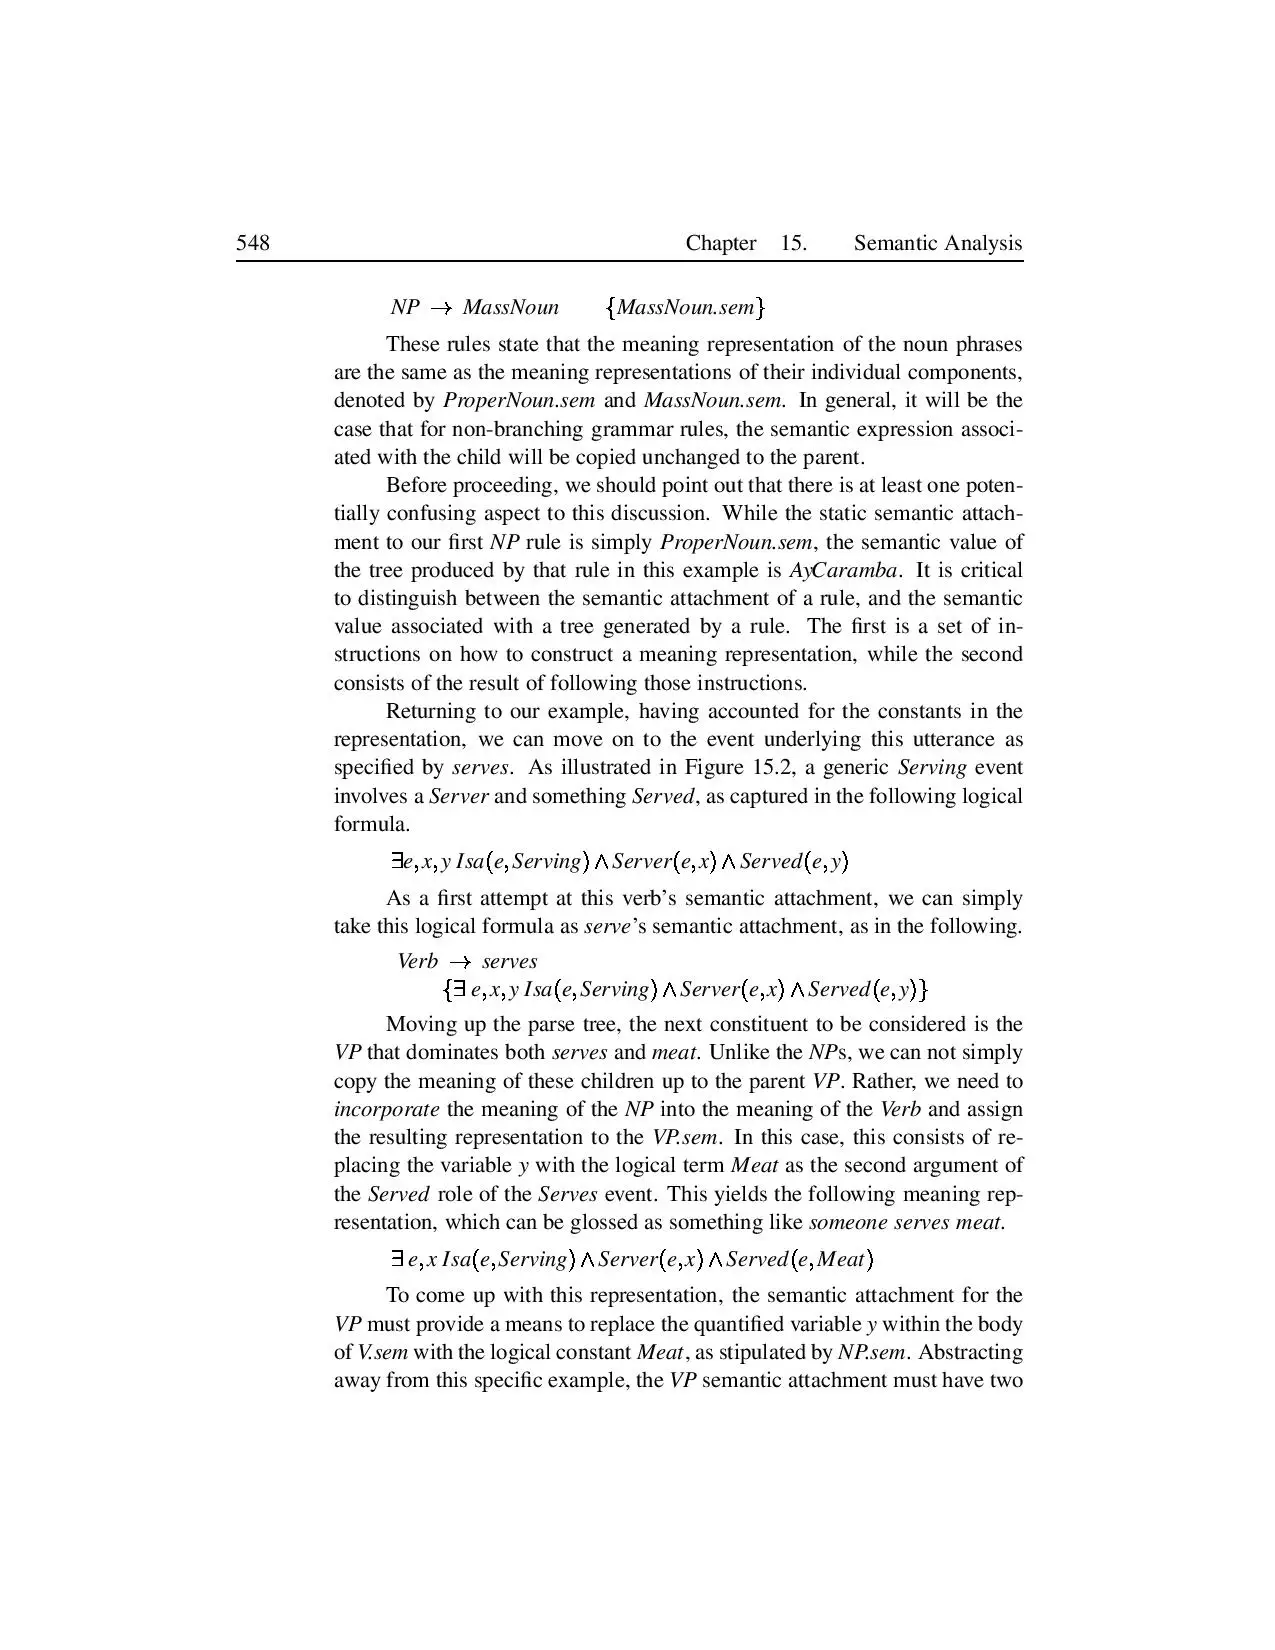 548 Chapter 15. Semantic Analysis
NP → MassNoun {MassNoun.sem}
These rules state that the meaning representation of the noun phrases
are the same as the meaning representations of their individual components,
denoted by ProperNoun.sem and MassNoun.sem. In general, it will be the
case that for non-branching grammar rules, the semantic expression associ-
ated with the child will be copied unchanged to the parent.
Before proceeding, we should point out that there is at least one poten-
tially confusing aspect to this discussion. While the static semantic attach-
ment to our first NP rule is simply ProperNoun.sem, the semantic value of
the tree produced by that rule in this example is AyCaramba. It is critical
to distinguish between the semantic attachment of a rule, and the semantic
value associated with a tree generated by a rule. The first is a set of in-
structions on how to construct a meaning representation, while the second
consists of the result of following those instructions.
Returning to our example, having accounted for the constants in the
representation, we can move on to the event underlying this utterance as
specified by serves. As illustrated in Figure 15.2, a generic Serving event
involves a Server and something Served, as captured in the following logical
formula.
∃e,x,y Isa(e,Serving) ∧ Server(e,x) ∧ Served(e,y)
As a first attempt at this verb's semantic attachment, we can simply
take this logical formula as serve's semantic attachment, as in the following.
Verb → serves
{∃ e,x,y Isa(e,Serving) ∧ Server(e,x) ∧ Served(e,y)}
Moving up the parse tree, the next constituent to be considered is the
VP that dominates both serves and meat. Unlike the NPs, we can not simply
copy the meaning of these children up to the parent VP. Rather, we need to
incorporate the meaning of the NP into the meaning of the Verb and assign
the resulting representation to the VP.sem. In this case, this consists of re-
placing the variable y with the logical term Meat as the second argument of
the Served role of the Serves event. This yields the following meaning rep-
resentation, which can be glossed as something like someone serves meat.
∃ e,x Isa(e,Serving) ∧ Server(e,x) ∧ Served(e,Meat)
To come up with this representation, the semantic attachment for the
VP must provide a means to replace the quantified variable y within the body
of V.sem with the logical constant Meat, as stipulated by NP.sem. Abstracting
away from this specific example, the VP semantic attachment must have two